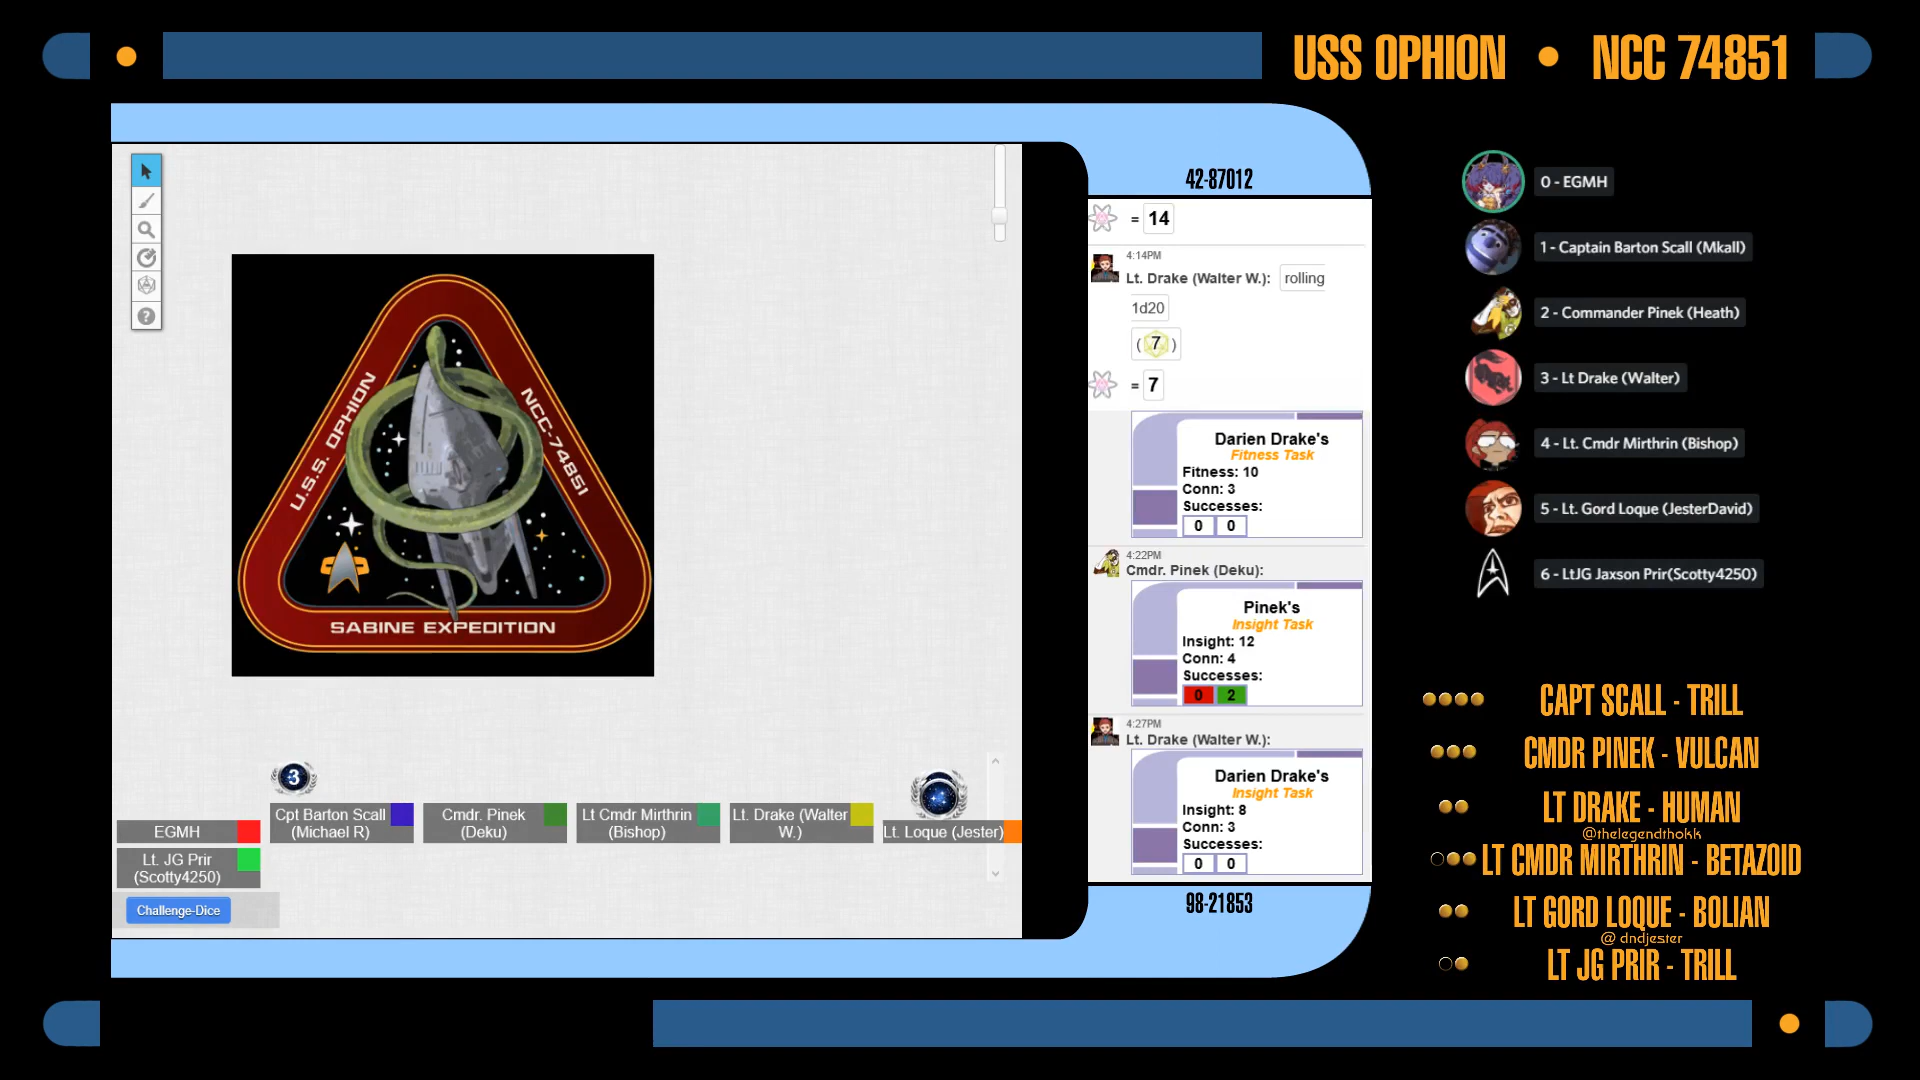 USS OPHION • NCC 74851
U.S.S. OPHION
NCC-74851
SABINE EXPEDITION
3
EGMH
Cpt Barton Scall
(Michael R)
Cmdr. Pinek
(Deku)
Lt Cmdr Mirthrin
(Bishop)
Lt. Drake (Walter
W.)
Lt. Loque (Jester)
Lt. JG Prir
(Scotty4250)
Challenge-Dice
42-87012
= 14
4:14PM
Lt. Drake (Walter W.): rolling
1d20
(7)
= 7
Darien Drake's
Fitness Task
Fitness: 10
Conn: 3
Successes:
0 0
4:22PM
Cmdr. Pinek (Deku):
Pinek's
Insight Task
Insight: 12
Conn: 4
Successes:
0 2
4:27PM
Lt. Drake (Walter W.):
Darien Drake's
Insight Task
Insight: 8
Conn: 3
Successes:
0 0
98-21853
0 - EGMH
1 - Captain Barton Scall (Mkall)
2 - Commander Pinek (Heath)
3 - Lt Drake (Walter)
4 - Lt. Cmdr Mirthrin (Bishop)
5 - Lt. Gord Loque (JesterDavid)
6 - LtJG Jaxson Prir(Scotty4250)
CAPT SCALL - TRILL
CMDR PINEK - VULCAN
LT DRAKE - HUMAN
@thelegendthokk
LT CMDR MIRTHRIN - BETAZOID
LT GORD LOQUE - BOLIAN
@ dndjester
LT JG PRIR - TRILL